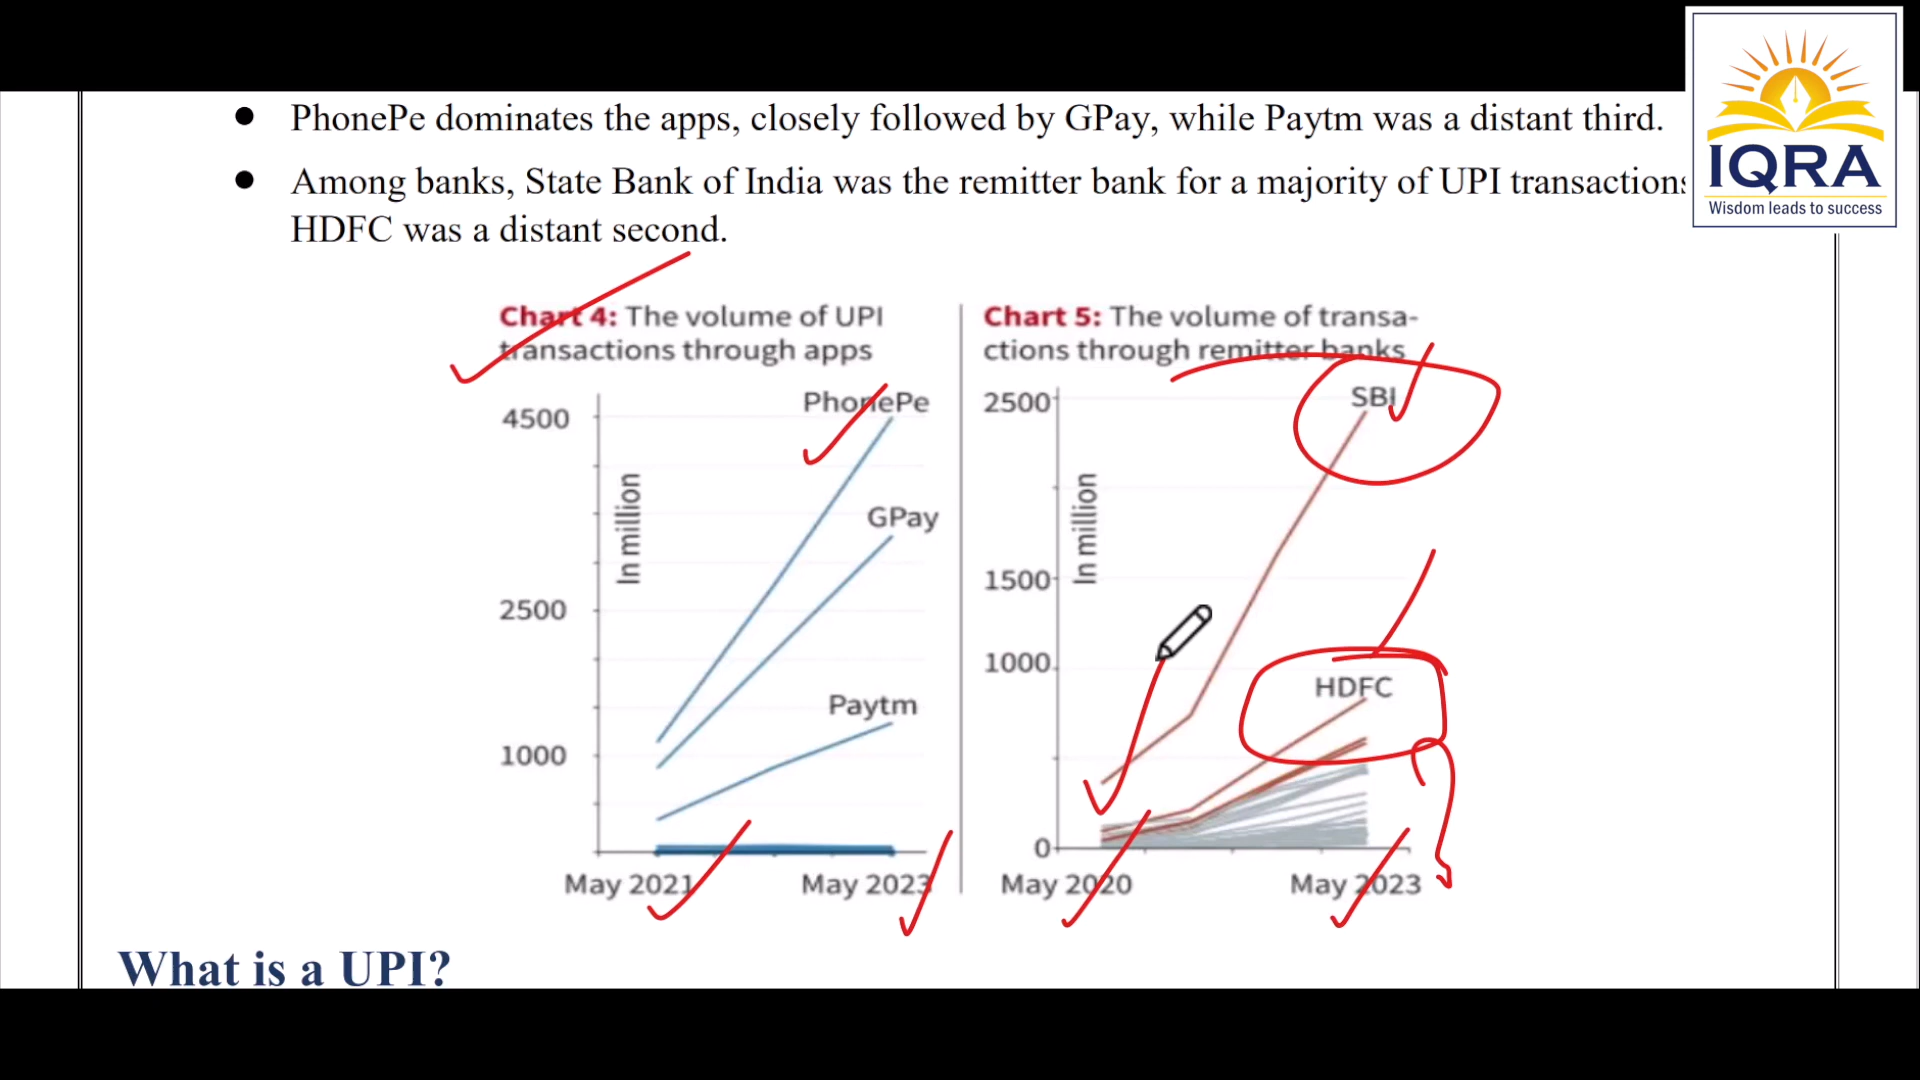 ● PhonePe dominates the apps, closely followed by GPay, while Paytm was a distant third.
● Among banks, State Bank of India was the remitter bank for a majority of UPI transactions
HDFC was a distant second.
IQRA
Wisdom leads to success
Chart 4: The volume of UPI
transactions through apps
4500
2500
1000
In million
PhonePe
GPay
Paytm
May 2021
May 2023
Chart 5: The volume of transa-
ctions through remitter banks
2500
1500
1000
0
In million
SBI
HDFC
May 2020
May 2023
What is a UPI?